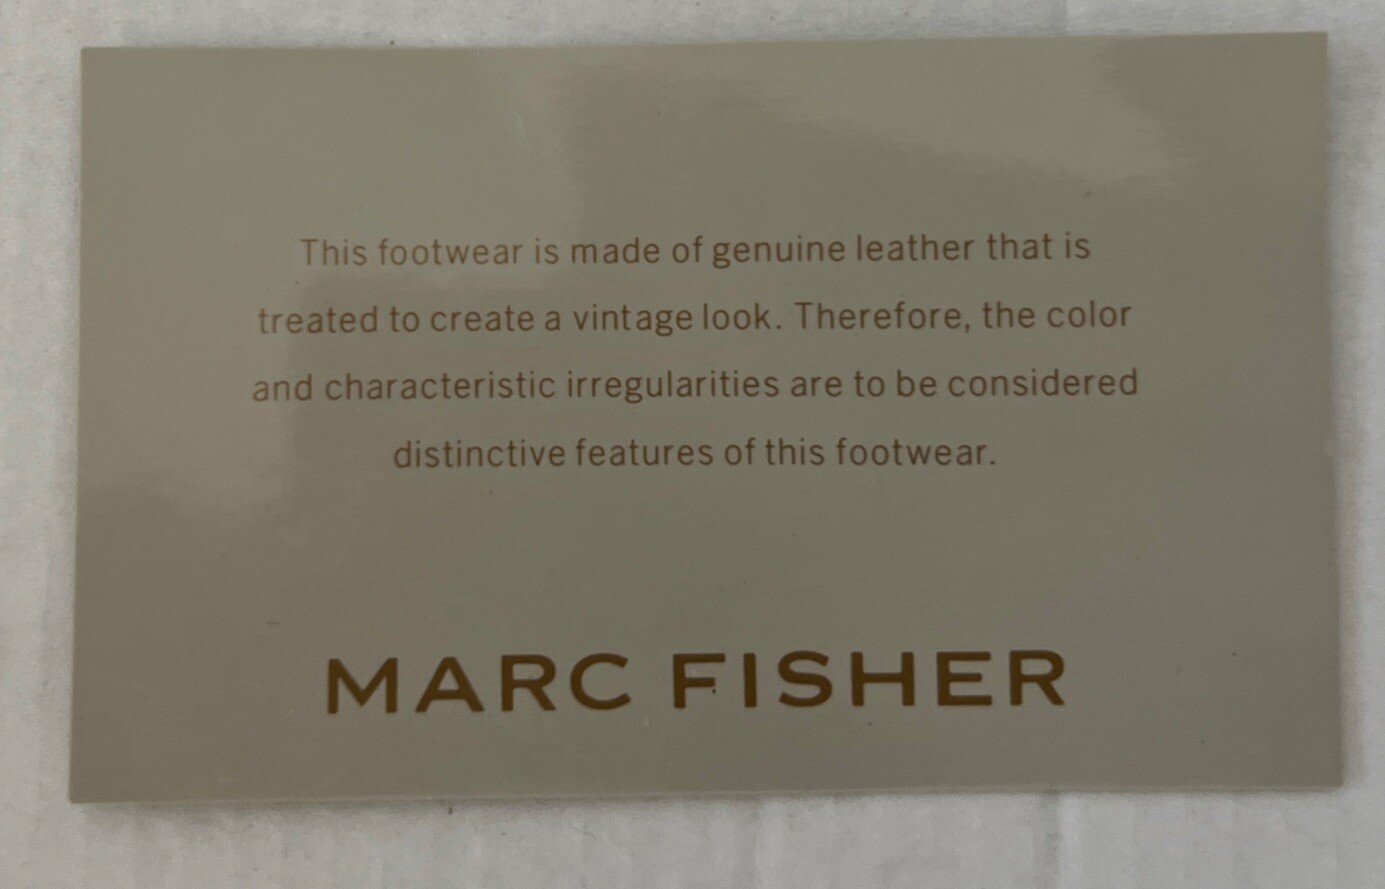 This footwear is made of genuine leather that is
treated to create a vintage look. Therefore, the color
and characteristic irregularities are to be considered
distinctive features of this footwear.
MARC FISHER